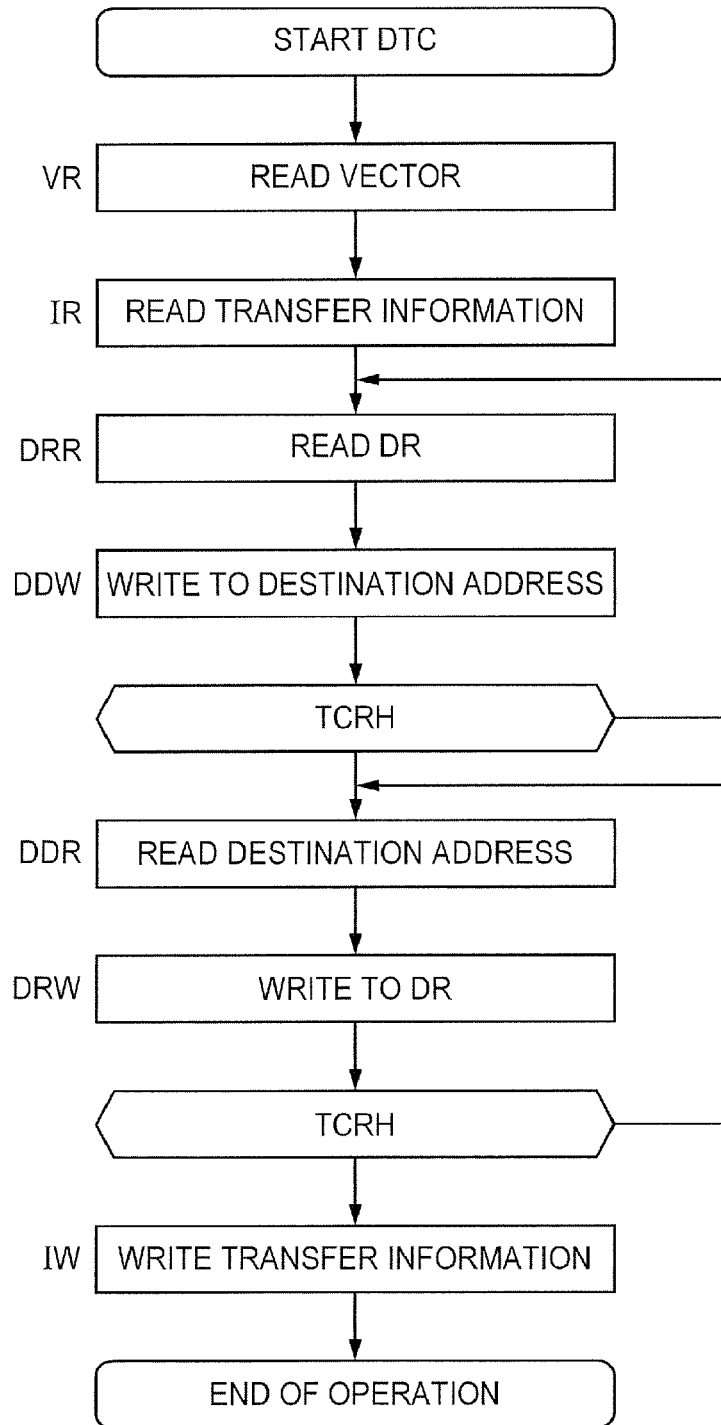 START DTC
VR READ VECTOR
IR READ TRANSFER INFORMATION
DRR READ DR
DDW WRITE TO DESTINATION ADDRESS
TCRH
DDR READ DESTINATION ADDRESS
DRW WRITE TO DR
TCRH
IW WRITE TRANSFER INFORMATION
END OF OPERATION